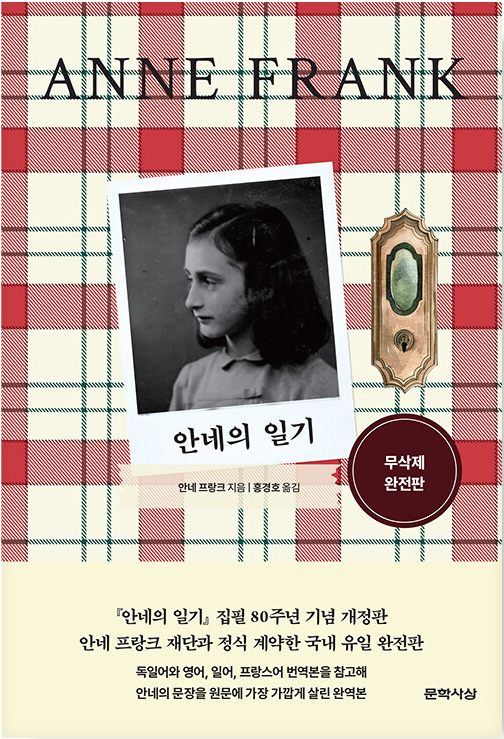 ANNE FRANK
안네의 일기
안네 프랑크 지음 | 홍경호 옮김
무삭제
완전판
『안네의 일기』 집필 80주년 기념 개정판
안네 프랑크 재단과 정식 계약한 국내 유일 완전판
독일어와 영어, 일어, 프랑스어 번역본을 참고해
안네의 문장을 원문에 가장 가깝게 살린 완역본
문학사상